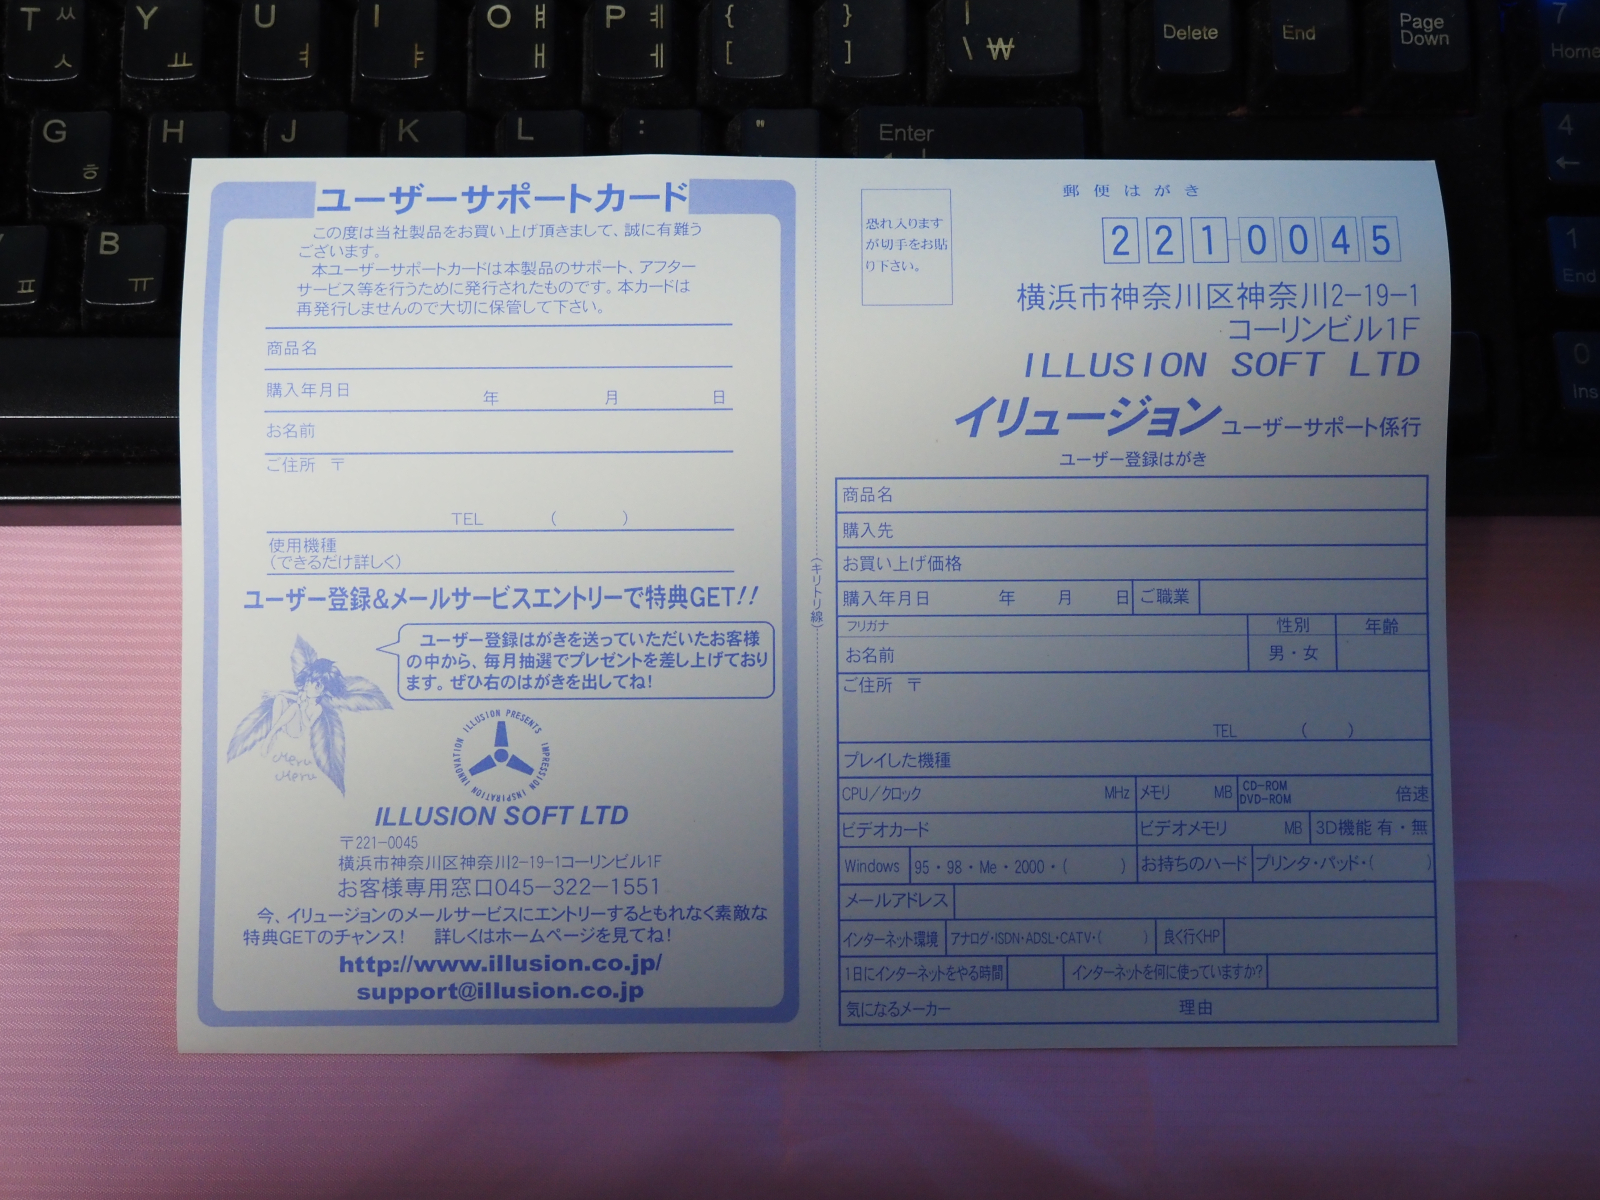 T ㅆ ㅅ
Y ㅛ
U ㅕ
I ㅑ
O ㅒ ㅐ
P ㅖ ㅔ
{ [
} ]
| \ ₩
Delete
End
Page Down
7 Home
G ㅎ
H
J
K
L
:
"
Enter
4 ←
B ㅠ
ㅍ
1 End
0 Ins
ユーザーサポートカード
この度は当社製品をお買い上げ頂きまして、誠に有難う
ございます。
本ユーザーサポートカードは本製品のサポート、アフター
サービス等を行うために発行されたものです。本カードは
再発行しませんので大切に保管して下さい。
商品名
購入年月日 年 月 日
お名前
ご住所 〒
TEL ( )
使用機種
(できるだけ詳しく)
ユーザー登録&メールサービスエントリーで特典GET!!
ユーザー登録はがきを送っていただいたお客様
の中から、毎月抽選でプレゼントを差し上げており
ます。ぜひ右のはがきを出してね!
Meru
Meru
ILLUSION PRESENTS IMPRESSION INSPIRATION INNOVATION
ILLUSION SOFT LTD
〒221-0045
横浜市神奈川区神奈川2-19-1コーリンビル1F
お客様専用窓口045-322-1551
今、イリュージョンのメールサービスにエントリーするともれなく素敵な
特典GETのチャンス! 詳しくはホームページを見てね!
http://www.illusion.co.jp/
support@illusion.co.jp
(キリトリ線)
郵便はがき
恐れ入ります
が切手をお貼
り下さい。
221-0045
横浜市神奈川区神奈川2-19-1
コーリンビル1F
ILLUSION SOFT LTD
イリュージョン ユーザーサポート係行
ユーザー登録はがき
商品名
購入先
お買い上げ価格
購入年月日 年 月 日 ご職業
フリガナ 性別 年齢
お名前 男・女
ご住所 〒
TEL ( )
プレイした機種
CPU/クロック MHz メモリ MB CD-ROM DVD-ROM 倍速
ビデオカード ビデオメモリ MB 3D機能 有・無
Windows 95・98・Me・2000・( ) お持ちのハード プリンタ・パッド・( )
メールアドレス
インターネット環境 アナログ・ISDN・ADSL・CATV・( ) 良く行くHP
1日にインターネットをやる時間 インターネットを何に使っていますか?
気になるメーカー 理由